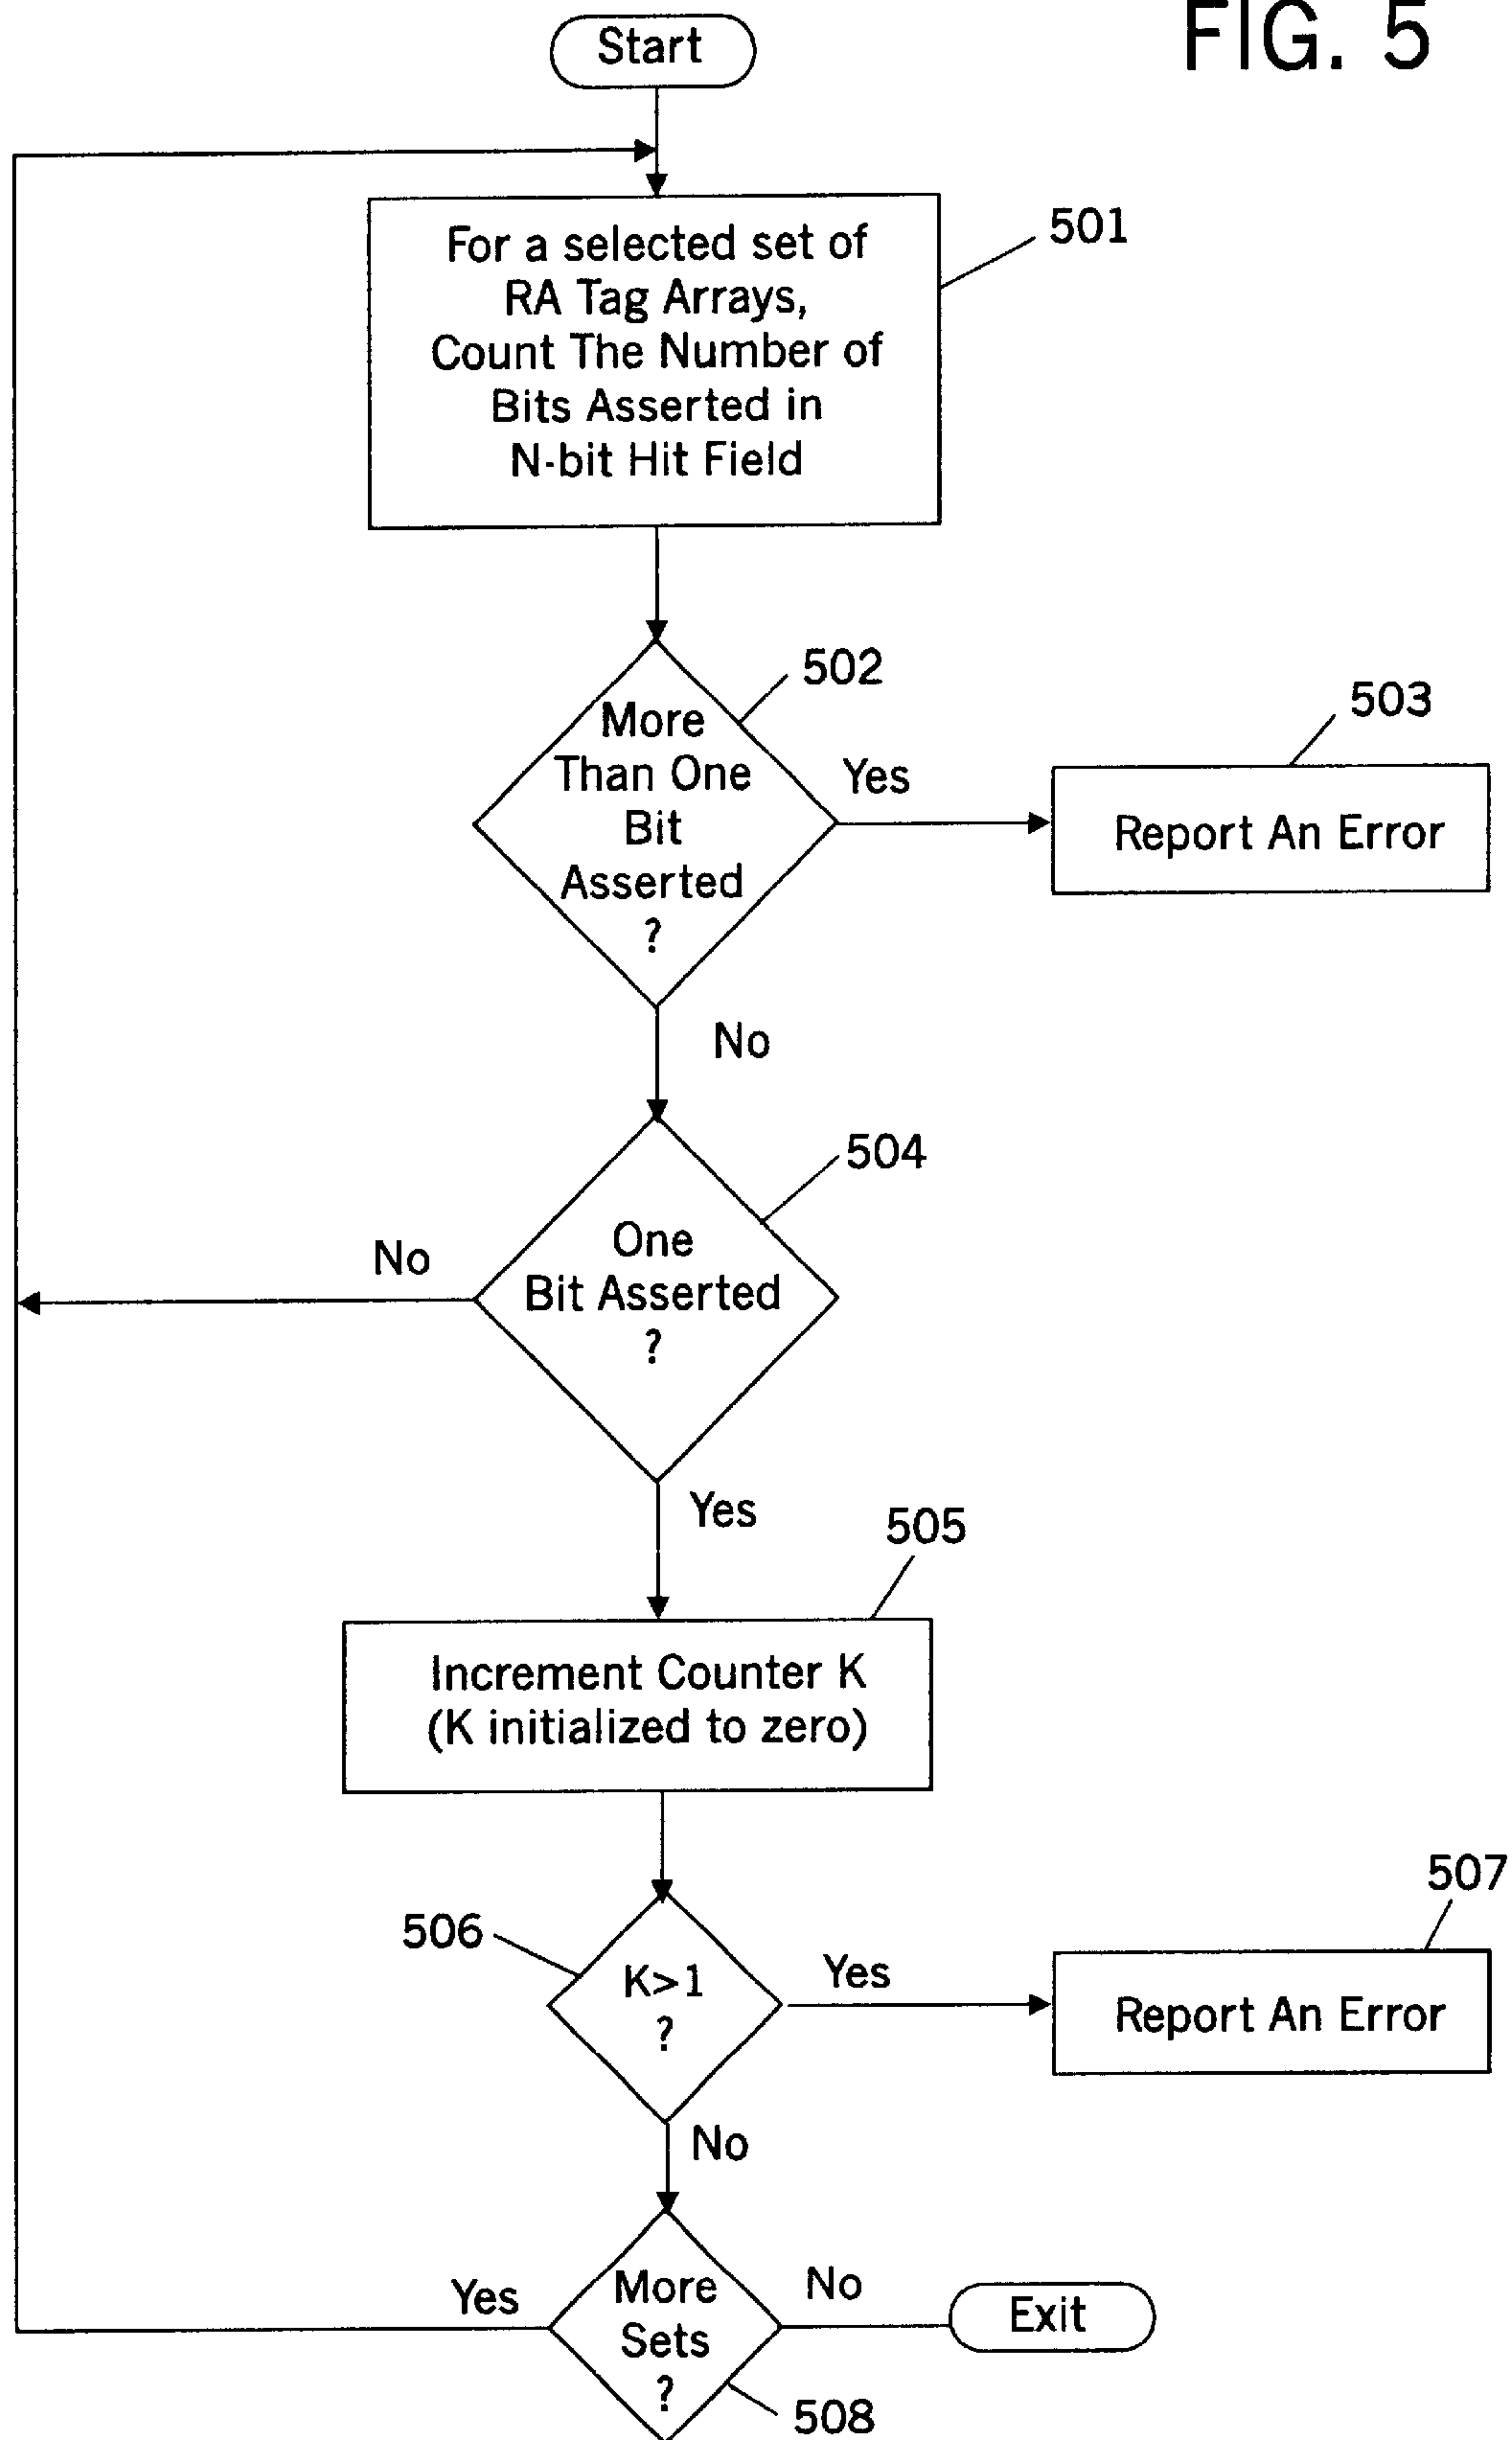 FIG. 5
Start
501
For a selected set of
RA Tag Arrays,
Count The Number of
Bits Asserted in
N-bit Hit Field
502
More
Than One
Bit
Asserted
?
Yes
503
Report An Error
No
504
One
Bit Asserted
?
No
Yes
505
Increment Counter K
(K initialized to zero)
506
K>1
?
Yes
507
Report An Error
No
More
Sets
?
Yes
No
Exit
508